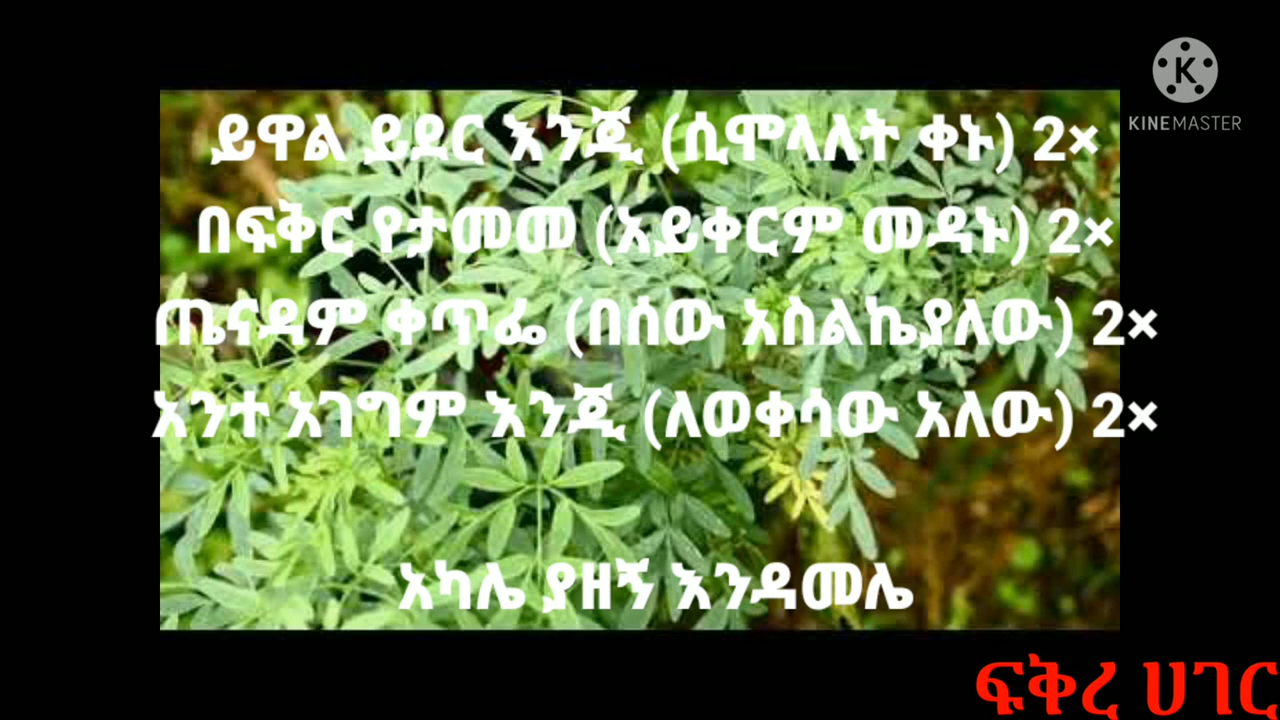 ይዋል ይደር እንጂ (ሲሞላለት ቀኑ) 2×
በፍቅር የታመመ (አይቀርም መዳኑ) 2×
ጤናዳም ቀጥፌ (በሰው አስልኬያለው) 2×
አንተ አገግም እንጂ (ለወቀሳው አለው) 2×
አካሌ ያዘኝ እንዳመሌ
ፍቅረ ሀገር
KINEMASTER